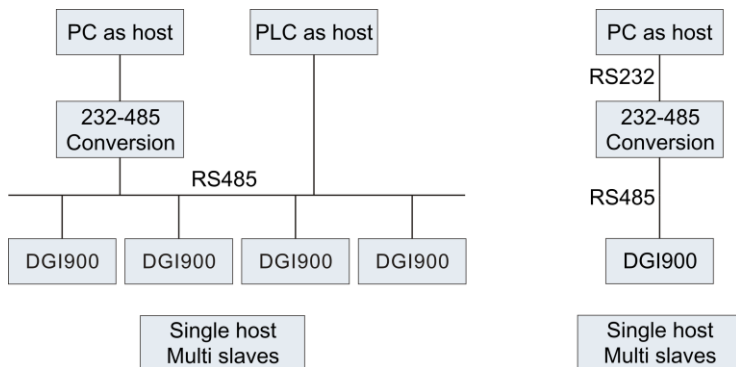 PC as host
PLC as host
232-485
Conversion
RS485
DGI900
DGI900
DGI900
DGI900
Single host
Multi slaves
PC as host
RS232
232-485
Conversion
RS485
DGI900
Single host
Multi slaves